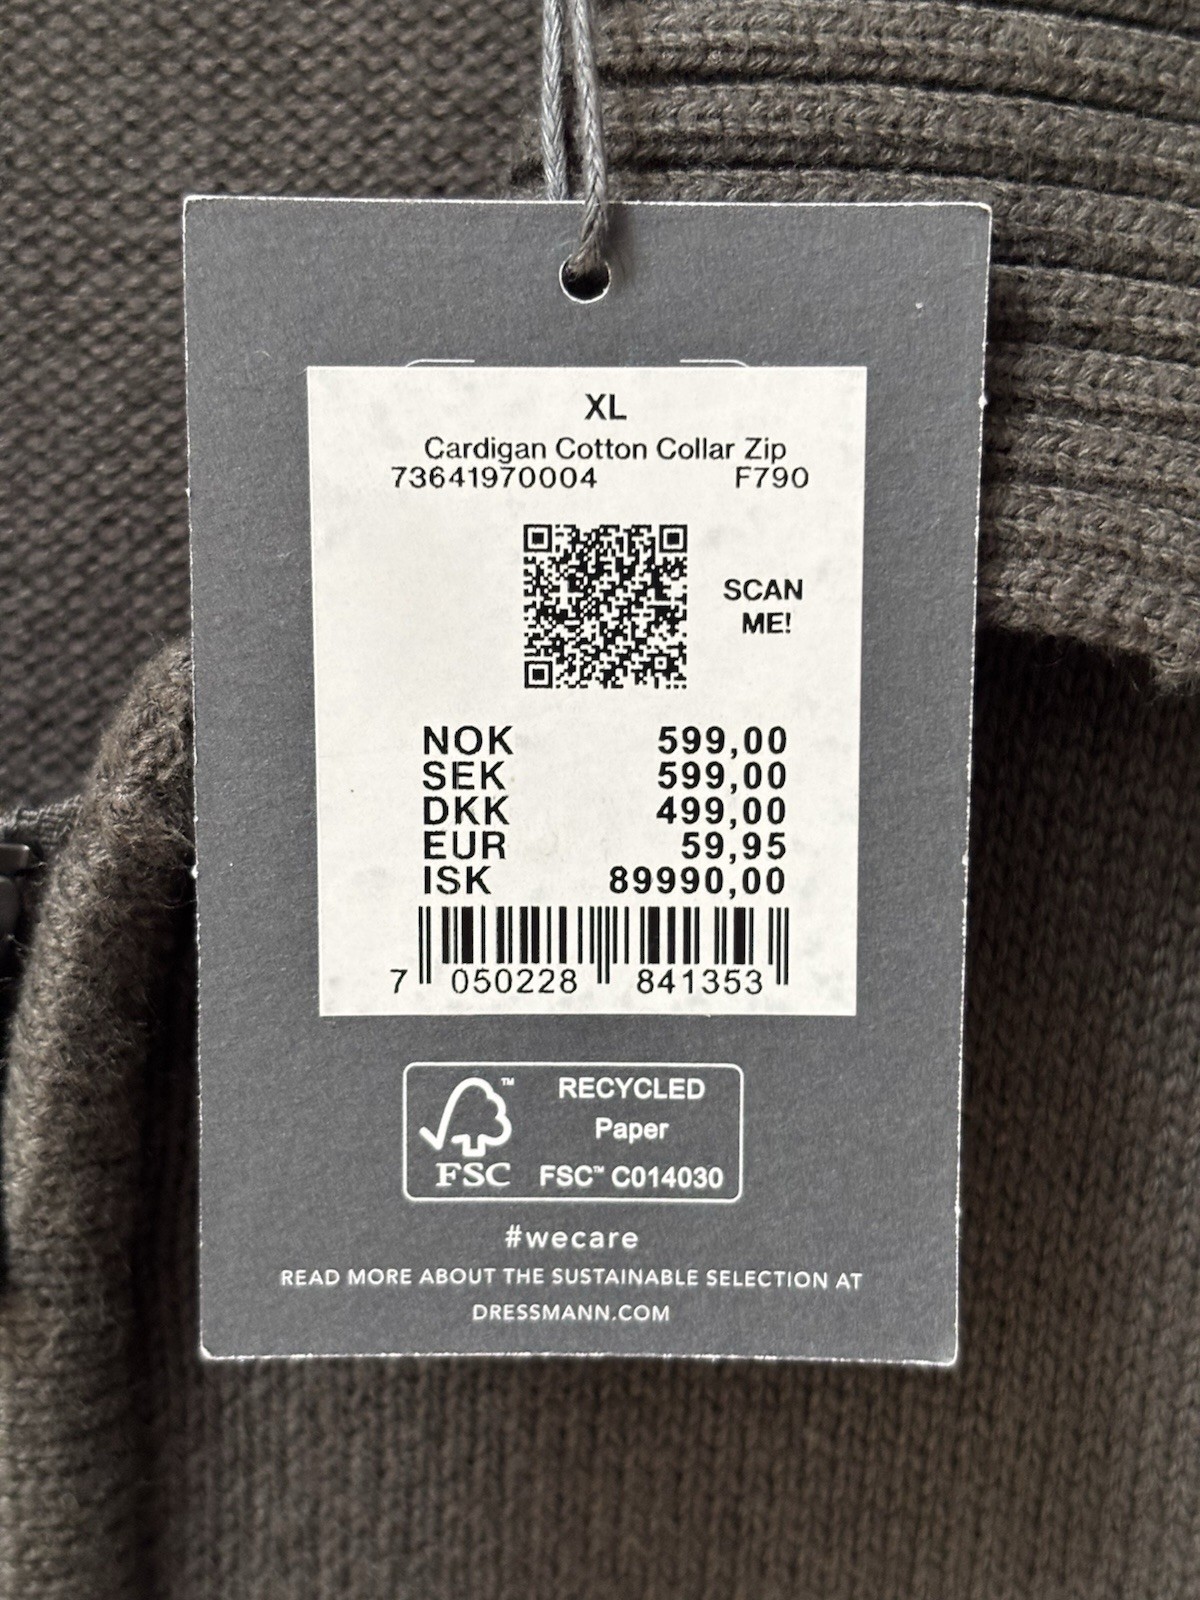 XL
Cardigan Cotton Collar Zip
73641970004 F790
SCAN
ME!
NOK 599,00
SEK 599,00
DKK 499,00
EUR 59,95
ISK 89990,00
7 050228 841353
RECYCLED
Paper
FSC™ C014030
™
FSC
#wecare
READ MORE ABOUT THE SUSTAINABLE SELECTION AT
DRESSMANN.COM